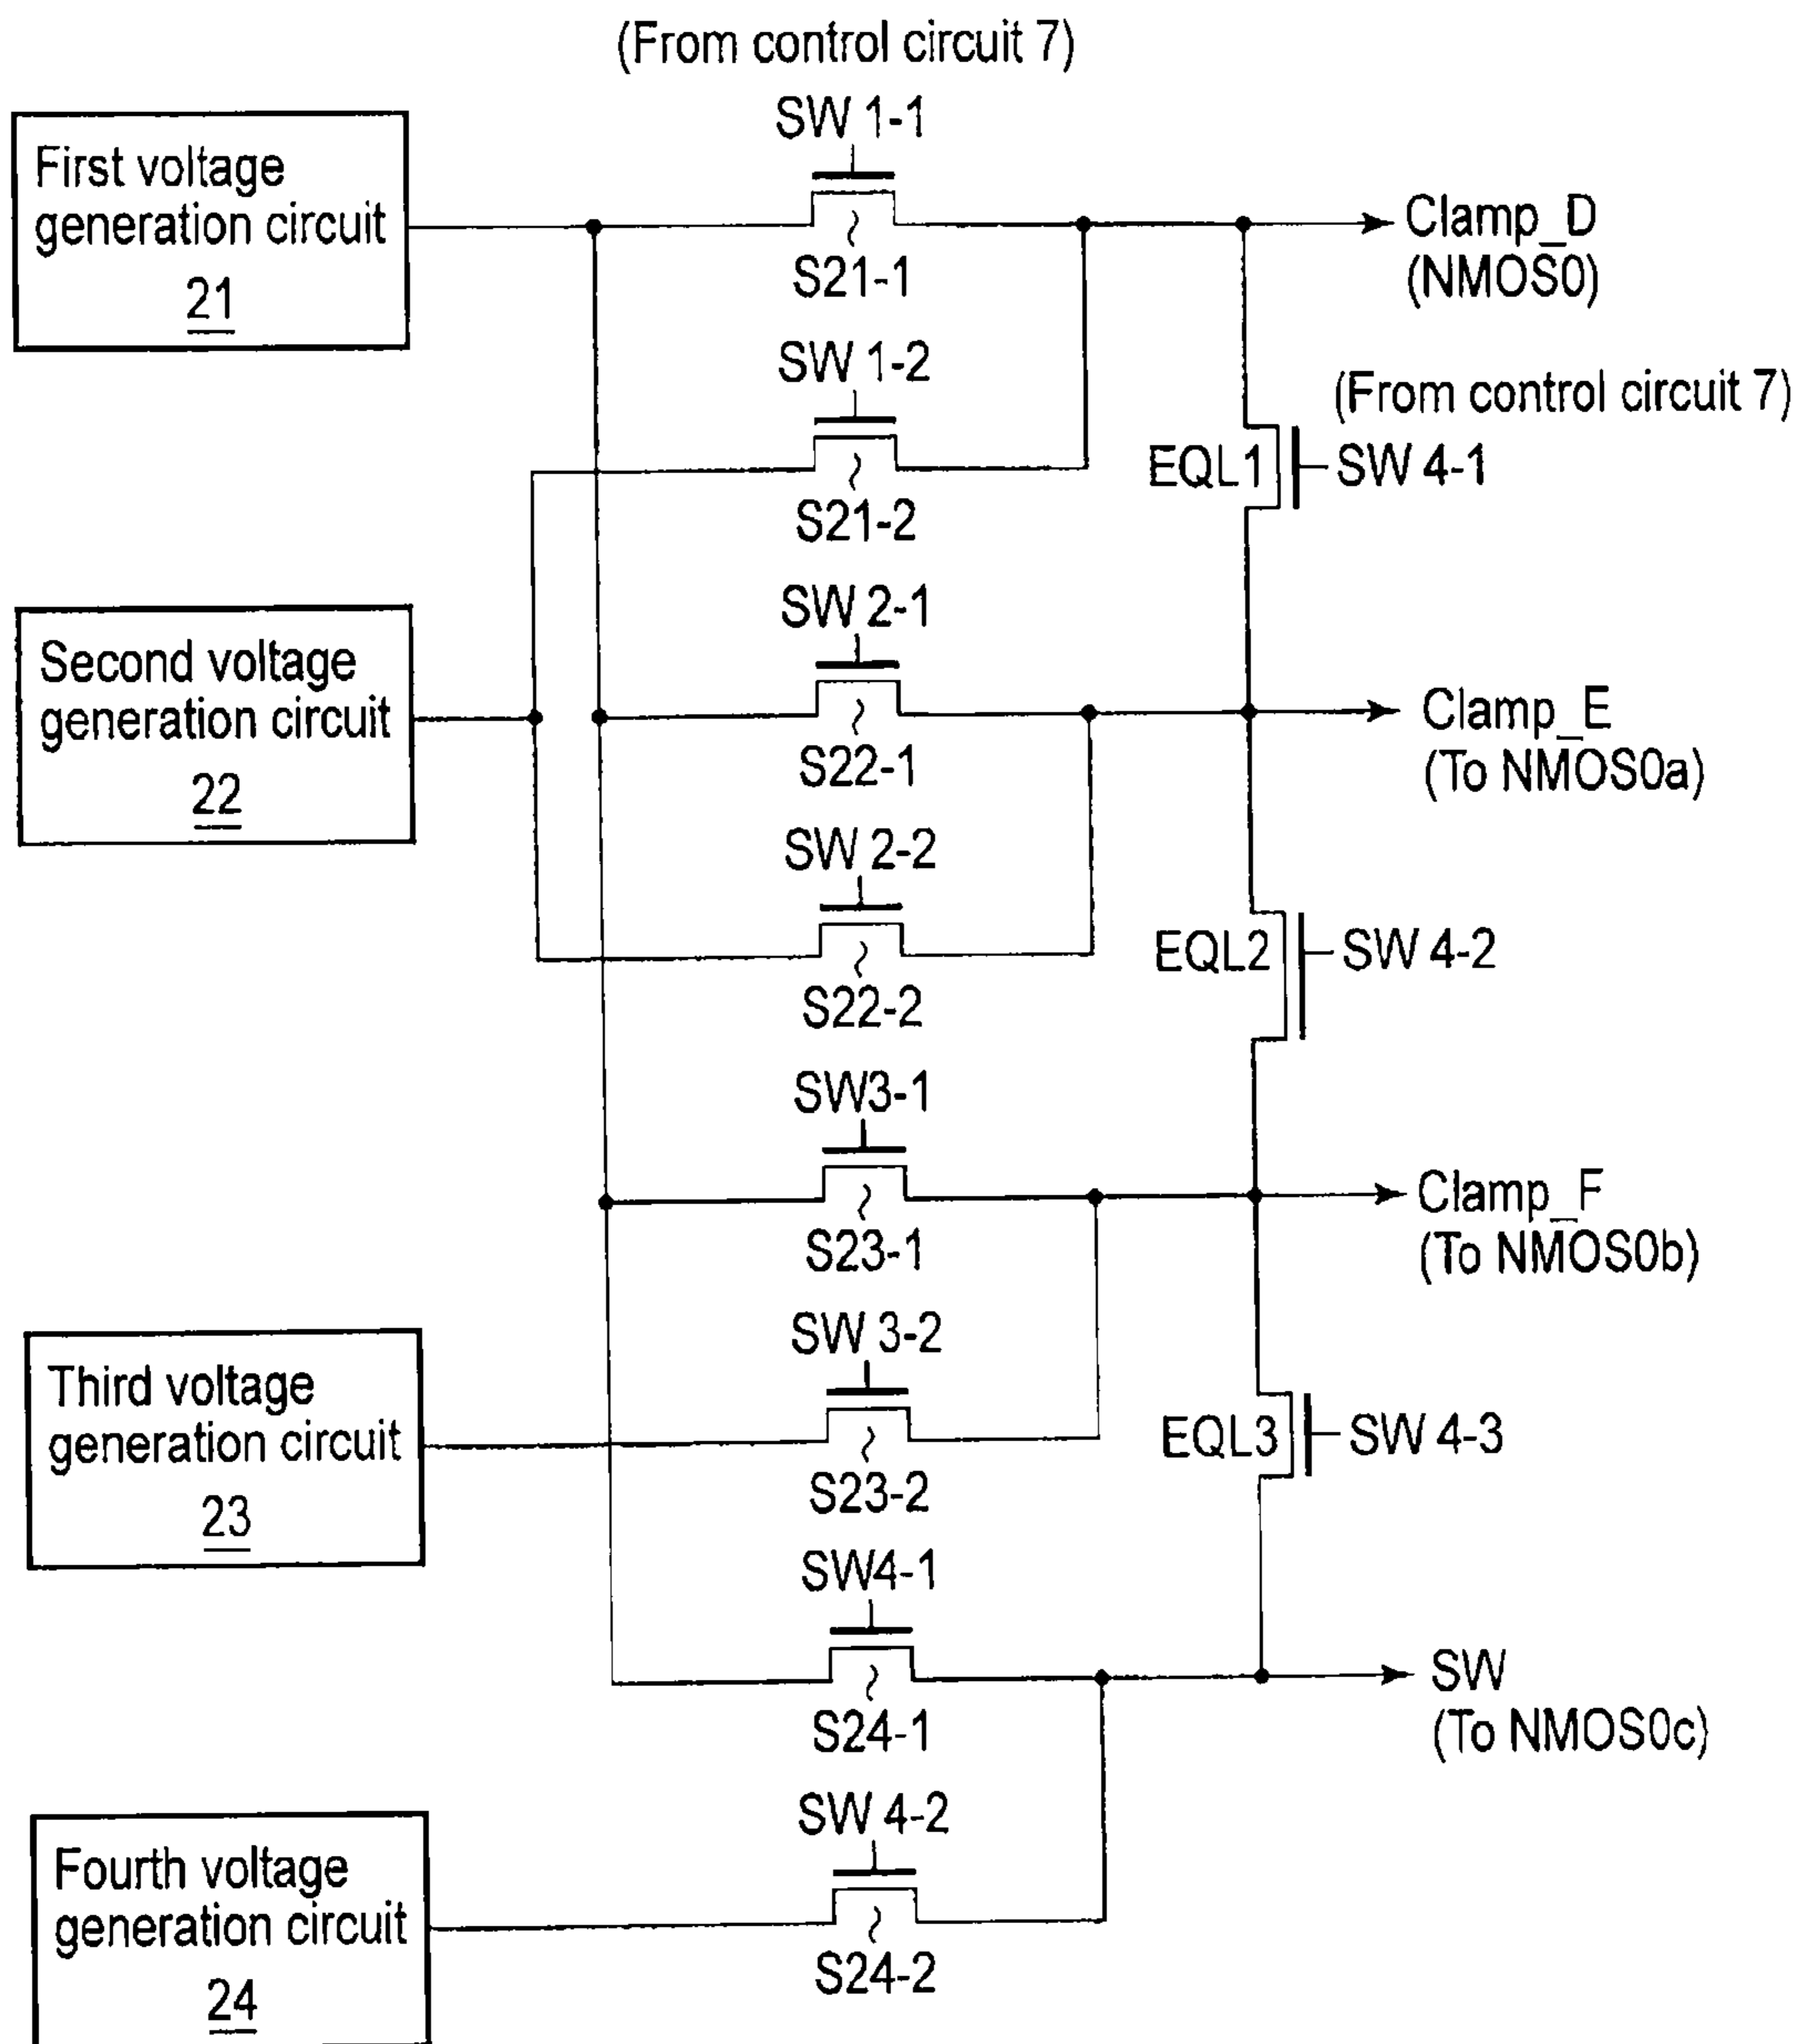 (From control circuit 7)
SW 1-1
First voltage
generation circuit
21
S21-1
Clamp_D
(NMOS0)
SW 1-2
(From control circuit 7)
EQL1
SW 4-1
S21-2
SW 2-1
Second voltage
generation circuit
22
S22-1
Clamp_E
(To NMOS0a)
SW 2-2
EQL2
SW 4-2
S22-2
SW3-1
S23-1
Clamp_F
(To NMOS0b)
SW 3-2
Third voltage
generation circuit
23
EQL3
SW 4-3
S23-2
SW4-1
S24-1
SW
(To NMOS0c)
SW 4-2
Fourth voltage
generation circuit
24
S24-2